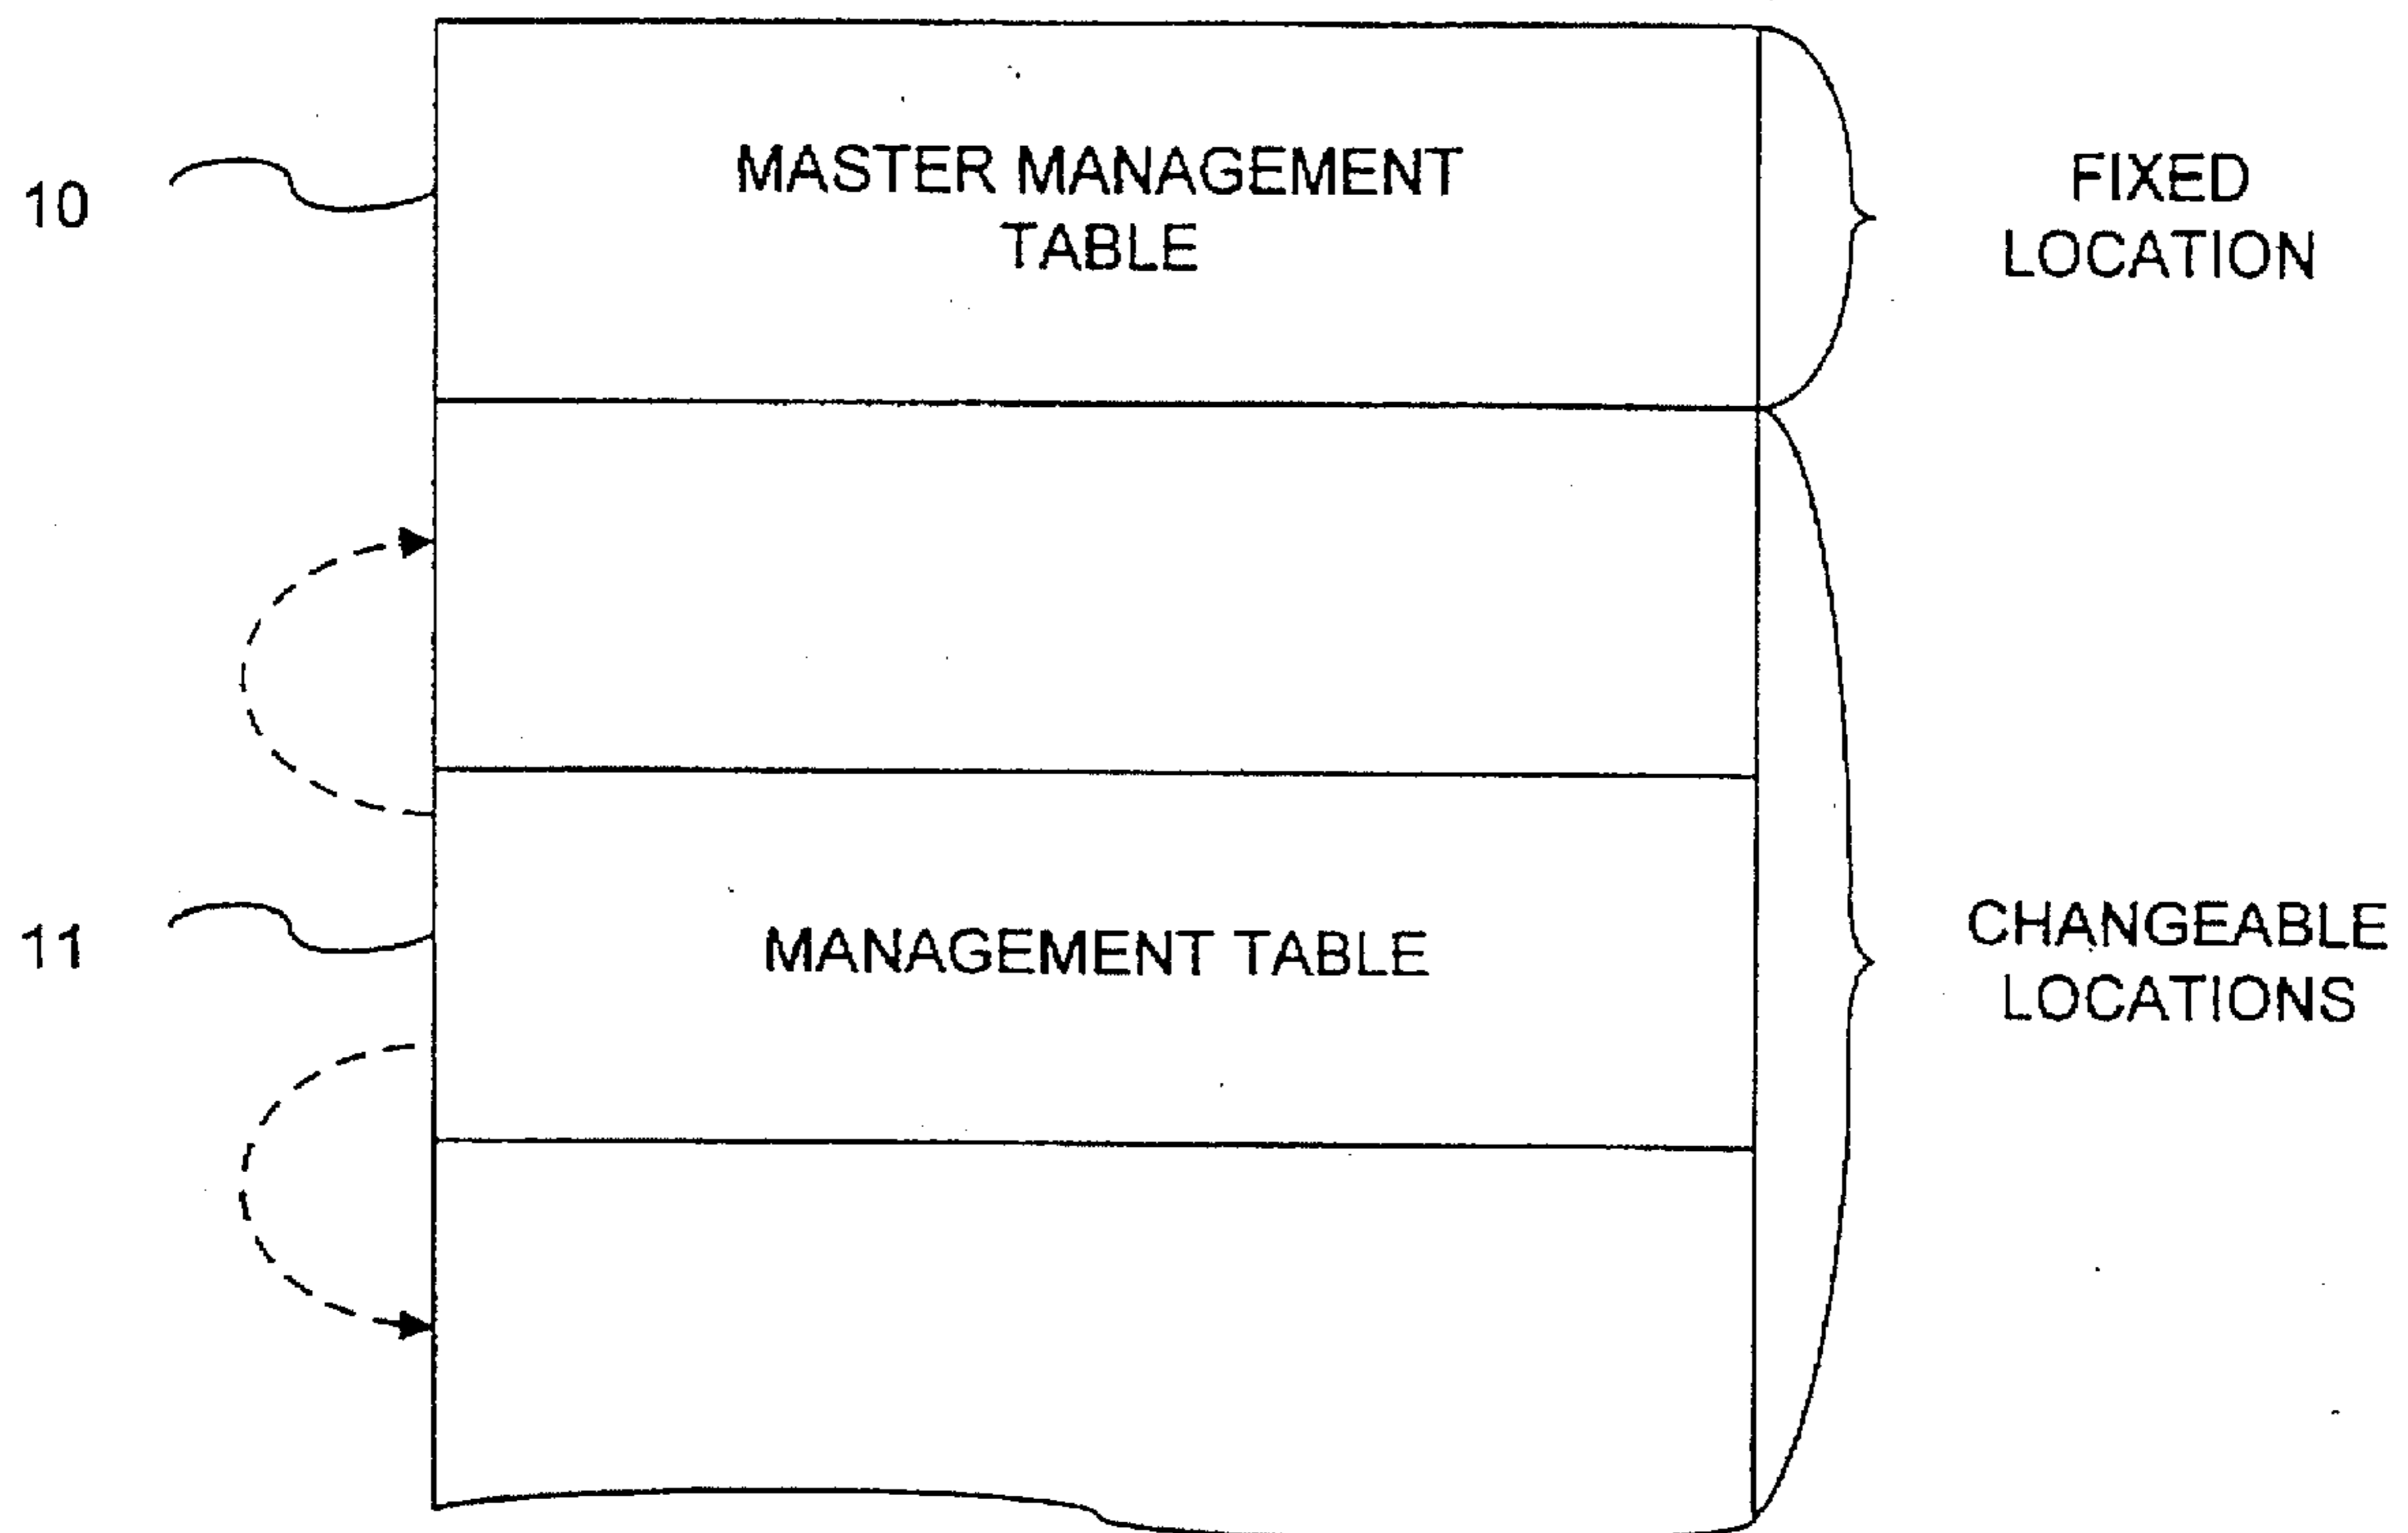 10
MASTER MANAGEMENT
TABLE
FIXED
LOCATION
11
MANAGEMENT TABLE
CHANGEABLE
LOCATIONS